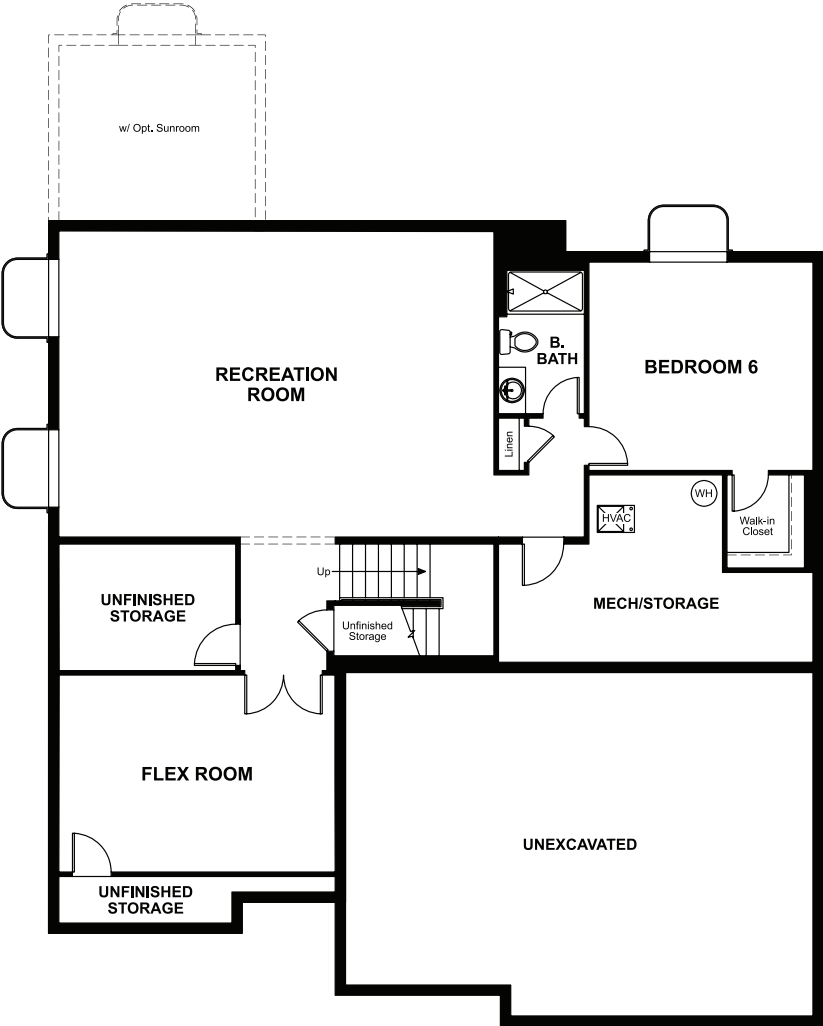 w/ Opt. Sunroom
B.
BATH
BEDROOM 6
RECREATION
ROOM
Linen
WH
HVAC
Walk-in
Closet
Up
UNFINISHED
STORAGE
MECH/STORAGE
Unfinished
Storage
FLEX ROOM
UNEXCAVATED
UNFINISHED
STORAGE